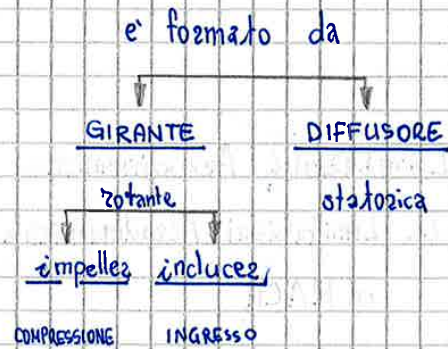 e' formato da
GIRANTE DIFFUSORE
rotante statorica
impeller inducer
COMPRESSIONE INGRESSO